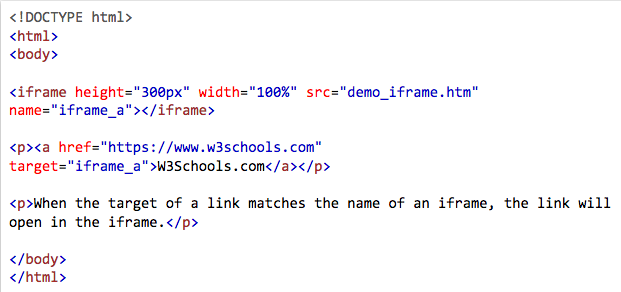 <!DOCTYPE html>
<html>
<body>
<iframe height="300px" width="100%" src="demo_iframe.htm"
name="iframe_a"></iframe>
<p><a href="https://www.w3schools.com"
target="iframe_a">W3Schools.com</a></p>
<p>When the target of a link matches the name of an iframe, the link will
open in the iframe.</p>
</body>
</html>